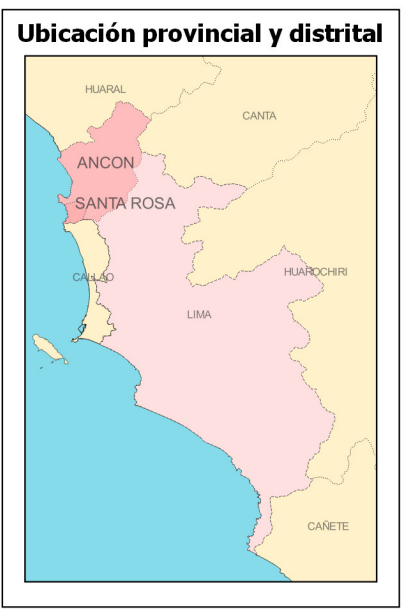 Ubicación provincial y distrital
HUARAL
CANTA
ANCON
SANTA ROSA
CALLAO
HUAROCHIRI
LIMA
CAÑETE